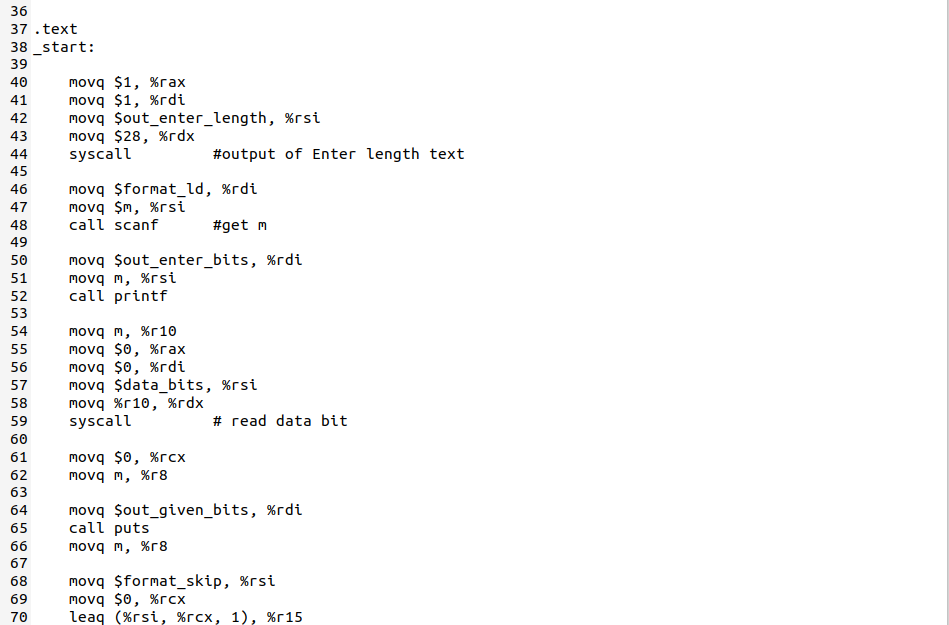 36
37 .text
38 _start:
39
40 movq $1, %rax
41 movq $1, %rdi
42 movq $out_enter_length, %rsi
43 movq $28, %rdx
44 syscall #output of Enter length text
45
46 movq $format_ld, %rdi
47 movq $m, %rsi
48 call scanf #get m
49
50 movq $out_enter_bits, %rdi
51 movq m, %rsi
52 call printf
53
54 movq m, %r10
55 movq $0, %rax
56 movq $0, %rdi
57 movq $data_bits, %rsi
58 movq %r10, %rdx
59 syscall # read data bit
60
61 movq $0, %rcx
62 movq m, %r8
63
64 movq $out_given_bits, %rdi
65 call puts
66 movq m, %r8
67
68 movq $format_skip, %rsi
69 movq $0, %rcx
70 leaq (%rsi, %rcx, 1), %r15